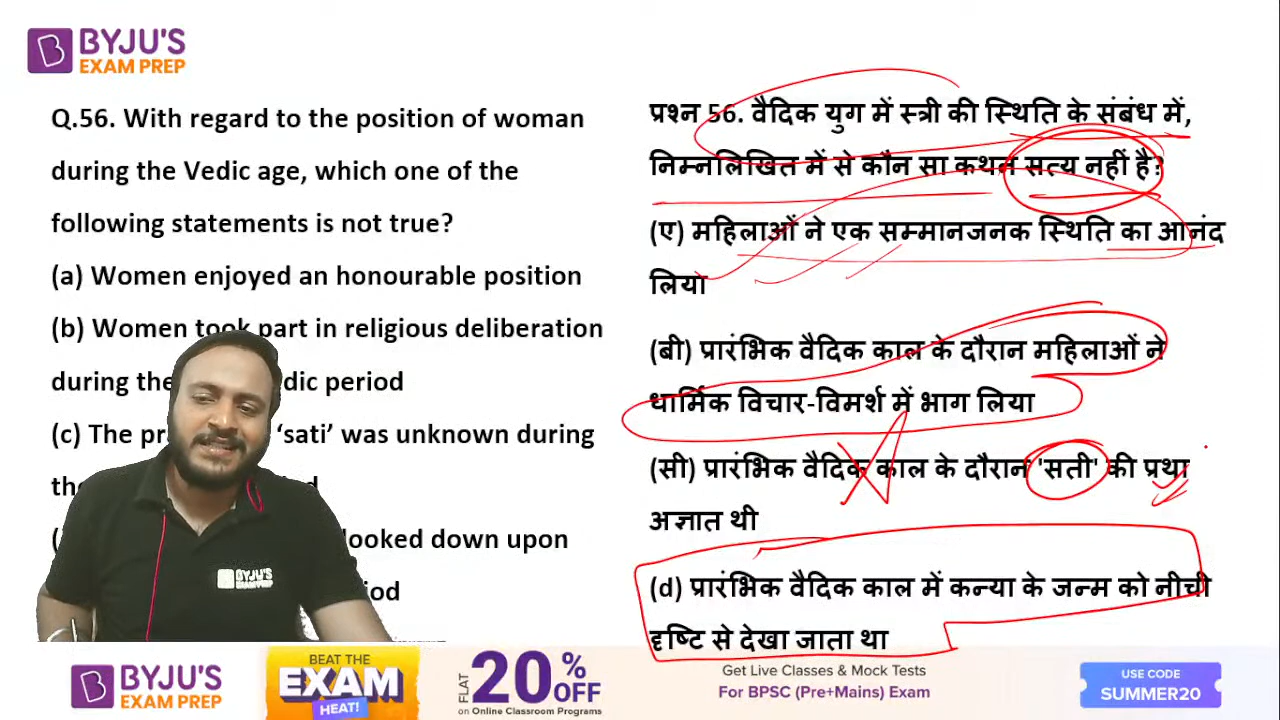 BYJU'S
EXAM PREP
Q.56. With regard to the position of woman
during the Vedic age, which one of the
following statements is not true?
(a) Women enjoyed an honourable position
(b) Women took part in religious deliberation
during the dic period
(c) The pr 'sati' was unknown during
the d
( looked down upon
iod
प्रश्न 56. वैदिक युग में स्त्री की स्थिति के संबंध में,
निम्नलिखित में से कौन सा कथन सत्य नहीं है?
(ए) महिलाओं ने एक सम्मानजनक स्थिति का आनंद
लिया
(बी) प्रारंभिक वैदिक काल के दौरान महिलाओं ने
धार्मिक विचार-विमर्श में भाग लिया
(सी) प्रारंभिक वैदिक काल के दौरान 'सती' की प्रथा
अज्ञात थी
(d) प्रारंभिक वैदिक काल में कन्या के जन्म को नीची
दृष्टि से देखा जाता था
BYJU'S
BYJU'S
EXAM PREP
BEAT THE
EXAM
HEAT!
FLAT 20% OFF
on Online Classroom Programs
Get Live Classes & Mock Tests
For BPSC (Pre+Mains) Exam
USE CODE
SUMMER20